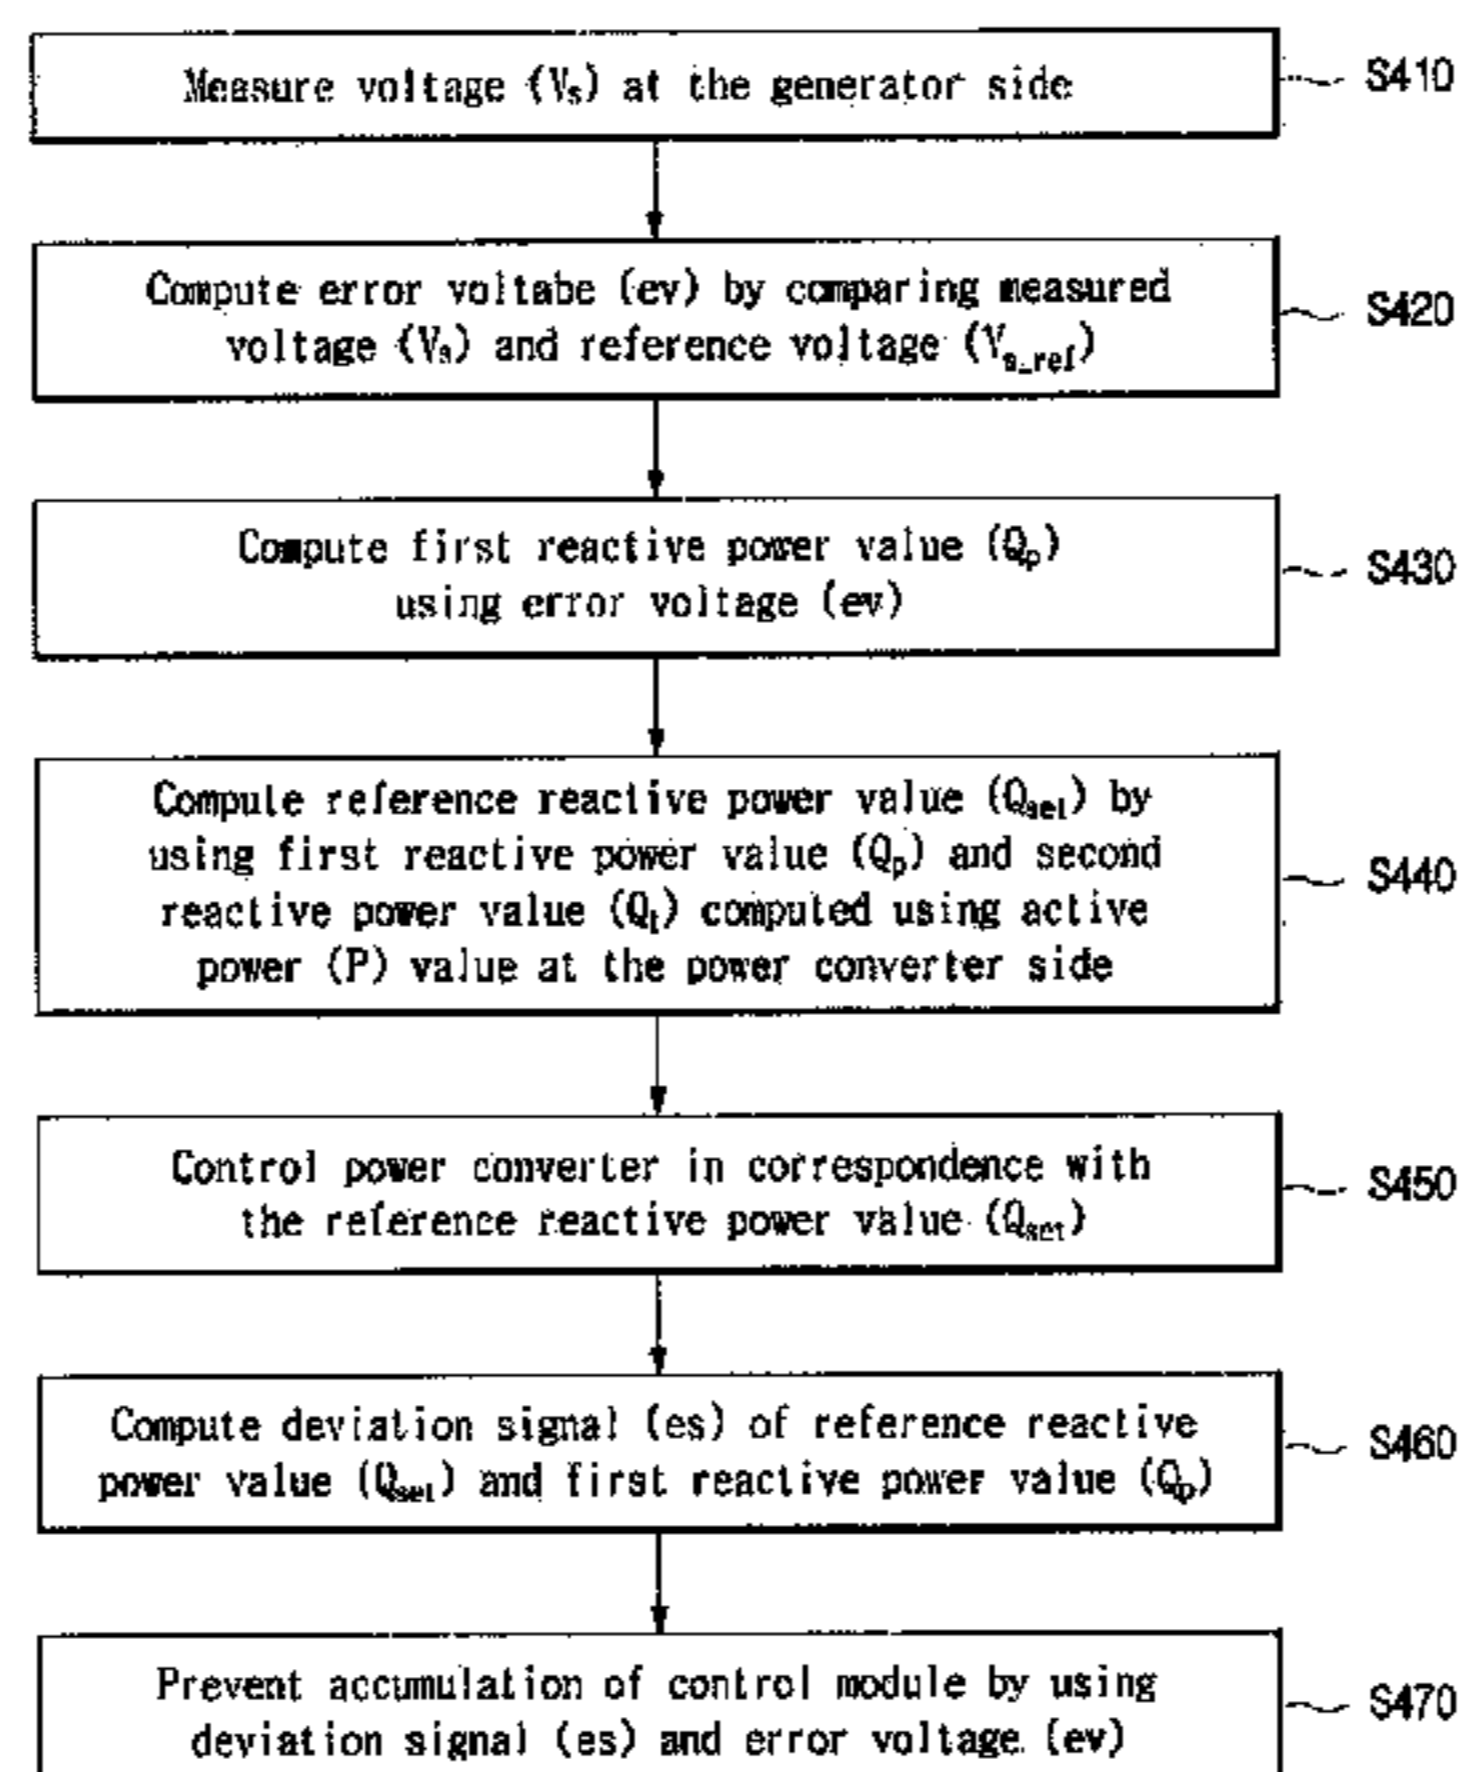 Measure voltage (Vs) at the generator side
S410
Compute error voltabe (ev) by comparing measured
voltage (Vs) and reference voltage (Vs_ref)
S420
Compute first reactive power value (Qp)
using error voltage (ev)
S430
Compute reference reactive power value (Qset) by
using first reactive power value (Qp) and second
reactive power value (Qt) computed using active
power (P) value at the power converter side
S440
Control power converter in correspondence with
the reference reactive power value (Qset)
S450
Compute deviation signal (es) of reference reactive
power value (Qset) and first reactive power value (Qp)
S460
Prevent accumulation of control module by using
deviation signal (es) and error voltage (ev)
S470